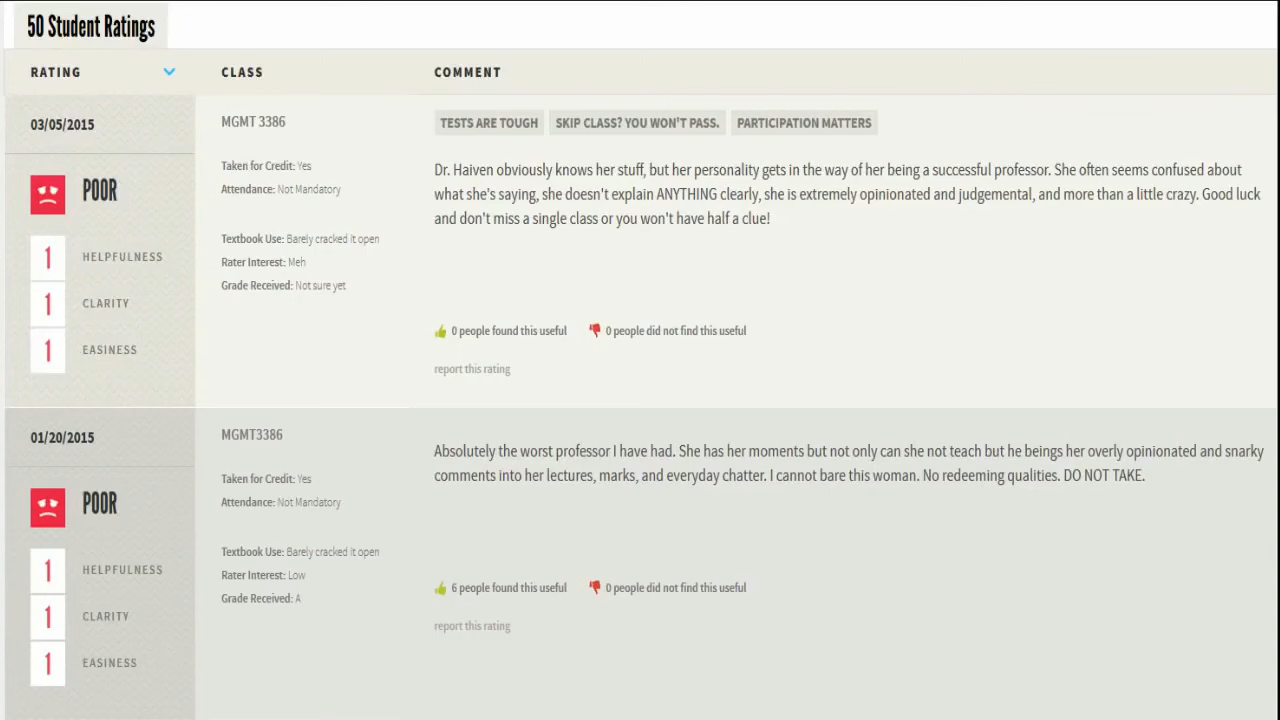 50 Student Ratings
RATING CLASS COMMENT
03/05/2015
POOR
1 HELPFULNESS
1 CLARITY
1 EASINESS
MGMT 3386
Taken for Credit: Yes
Attendance: Not Mandatory
Textbook Use: Barely cracked it open
Rater Interest: Meh
Grade Received: Not sure yet
TESTS ARE TOUGH SKIP CLASS? YOU WON'T PASS. PARTICIPATION MATTERS
Dr. Haiven obviously knows her stuff, but her personality gets in the way of her being a successful professor. She often seems confused about
what she's saying, she doesn't explain ANYTHING clearly, she is extremely opinionated and judgemental, and more than a little crazy. Good luck
and don't miss a single class or you won't have half a clue!
0 people found this useful 0 people did not find this useful
report this rating
01/20/2015
POOR
1 HELPFULNESS
1 CLARITY
1 EASINESS
MGMT3386
Taken for Credit: Yes
Attendance: Not Mandatory
Textbook Use: Barely cracked it open
Rater Interest: Low
Grade Received: A
Absolutely the worst professor I have had. She has her moments but not only can she not teach but he beings her overly opinionated and snarky
comments into her lectures, marks, and everyday chatter. I cannot bare this woman. No redeeming qualities. DO NOT TAKE.
6 people found this useful 0 people did not find this useful
report this rating